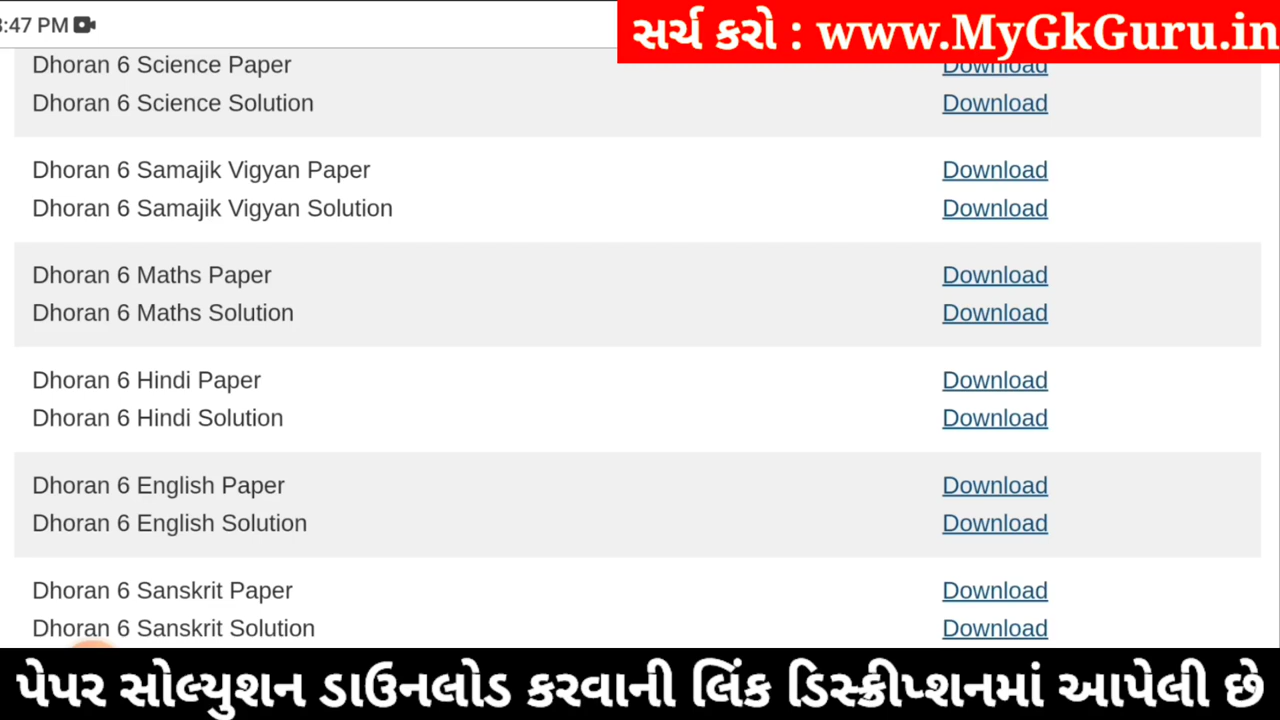 :47 PM
સર્ચ કરો : www.MyGkGuru.in
Dhoran 6 Science Paper Download
Dhoran 6 Science Solution Download
Dhoran 6 Samajik Vigyan Paper Download
Dhoran 6 Samajik Vigyan Solution Download
Dhoran 6 Maths Paper Download
Dhoran 6 Maths Solution Download
Dhoran 6 Hindi Paper Download
Dhoran 6 Hindi Solution Download
Dhoran 6 English Paper Download
Dhoran 6 English Solution Download
Dhoran 6 Sanskrit Paper Download
Dhoran 6 Sanskrit Solution Download
પેપર સોલ્યુશન ડાઉનલોડ કરવાની લિંક ડિસ્ક્રીપ્શનમાં આપેલી છે